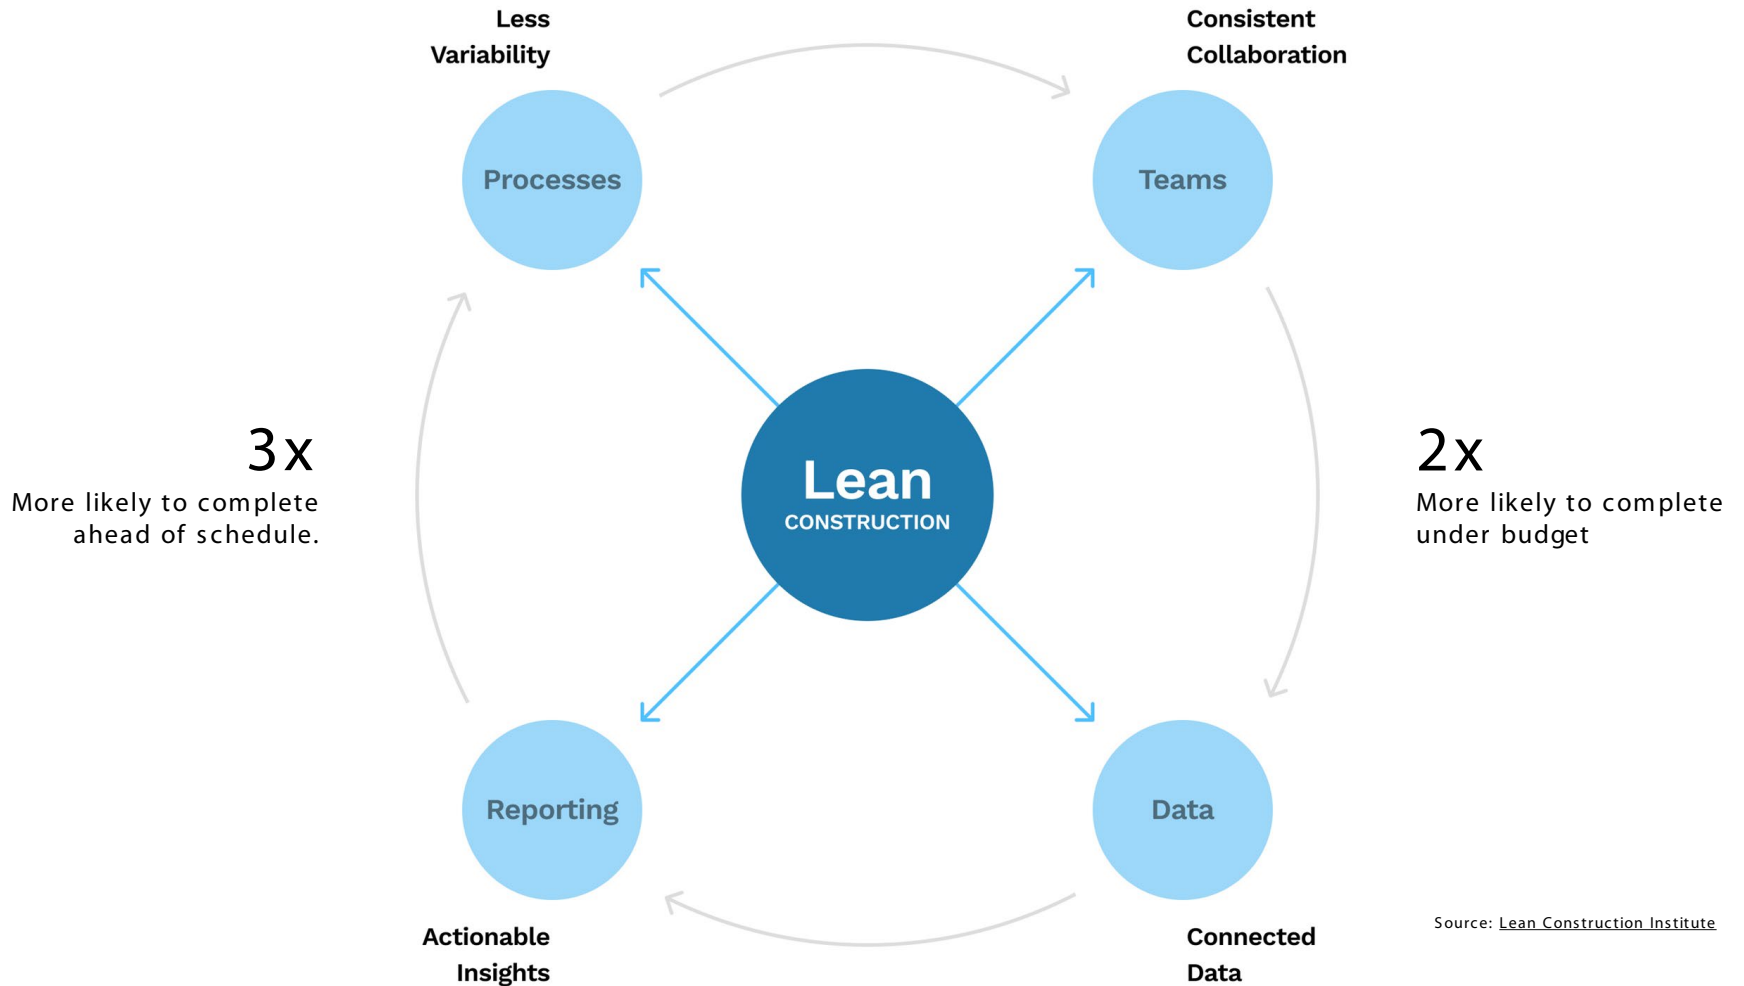 Less
Variability
Consistent
Collaboration
Processes
Teams
3x
More likely to complete
ahead of schedule.
Lean
CONSTRUCTION
2x
More likely to complete
under budget
Reporting
Data
Actionable
Insights
Connected
Data
Source: Lean Construction Institute